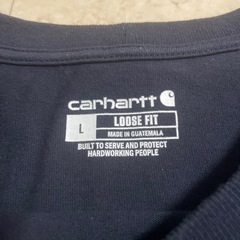 carhartt
L LOOSE FIT
MADE IN GUATEMALA
BUILT TO SERVE AND PROTECT
HARDWORKING PEOPLE